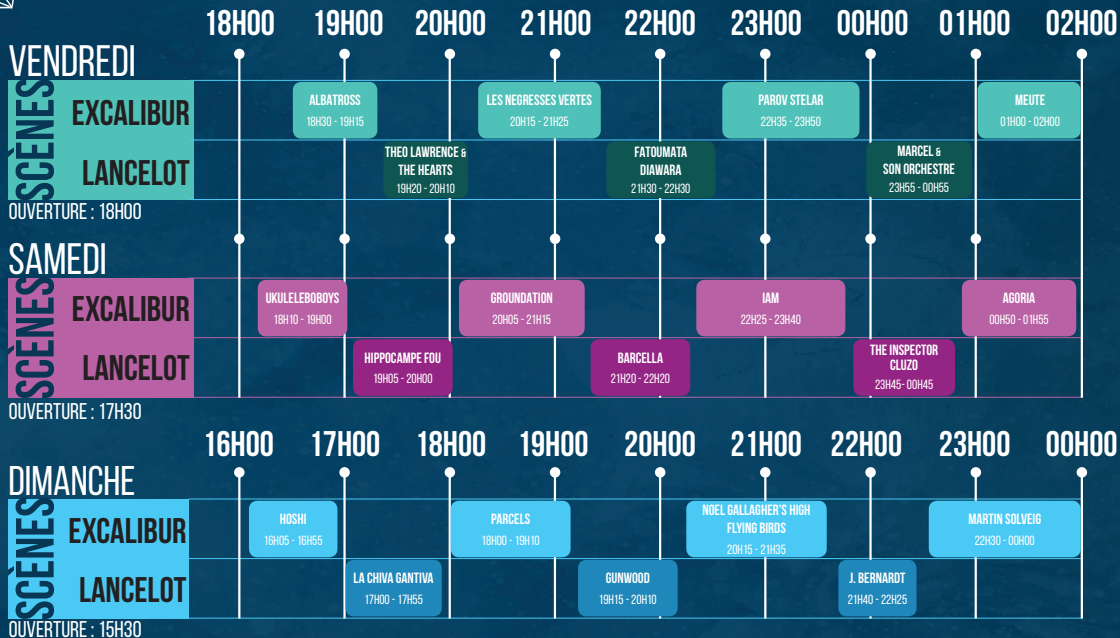 18H00 19H00 20H00 21H00 22H00 23H00 00H00 01H00 02H00
VENDREDI
SCÈNES
EXCALIBUR
ALBATROSS
18H30 - 19H15
LES NEGRESSES VERTES
20H15 - 21H25
PAROV STELAR
22H35 - 23H50
MEUTE
01H00 - 02H00
LANCELOT
THEO LAWRENCE &
THE HEARTS
19H20 - 20H10
FATOUMATA
DIAWARA
21H30 - 22H30
MARCEL &
SON ORCHESTRE
23H55 - 00H55
OUVERTURE : 18H00
SAMEDI
SCÈNES
EXCALIBUR
UKULELEBOYS
18H10 - 19H00
GROUNDATION
20H05 - 21H15
IAM
22H25 - 23H40
AGORIA
00H50 - 01H55
LANCELOT
HIPPOCAMPE FOU
19H05 - 20H00
BARCELLA
21H20 - 22H20
THE INSPECTOR
CLUZO
23H45- 00H45
OUVERTURE : 17H30
16H00 17H00 18H00 19H00 20H00 21H00 22H00 23H00 00H00
DIMANCHE
SCÈNES
EXCALIBUR
HOSHI
16H05 - 16H55
PARCELS
18H00 - 19H10
NOEL GALLAGHER'S HIGH
FLYING BIRDS
20H15 - 21H35
MARTIN SOLVEIG
22H30 - 00H00
LANCELOT
LA CHIVA GANTIVA
17H00 - 17H55
GUNWOOD
19H15 - 20H10
J. BERNARDT
21H40 - 22H25
OUVERTURE : 15H30